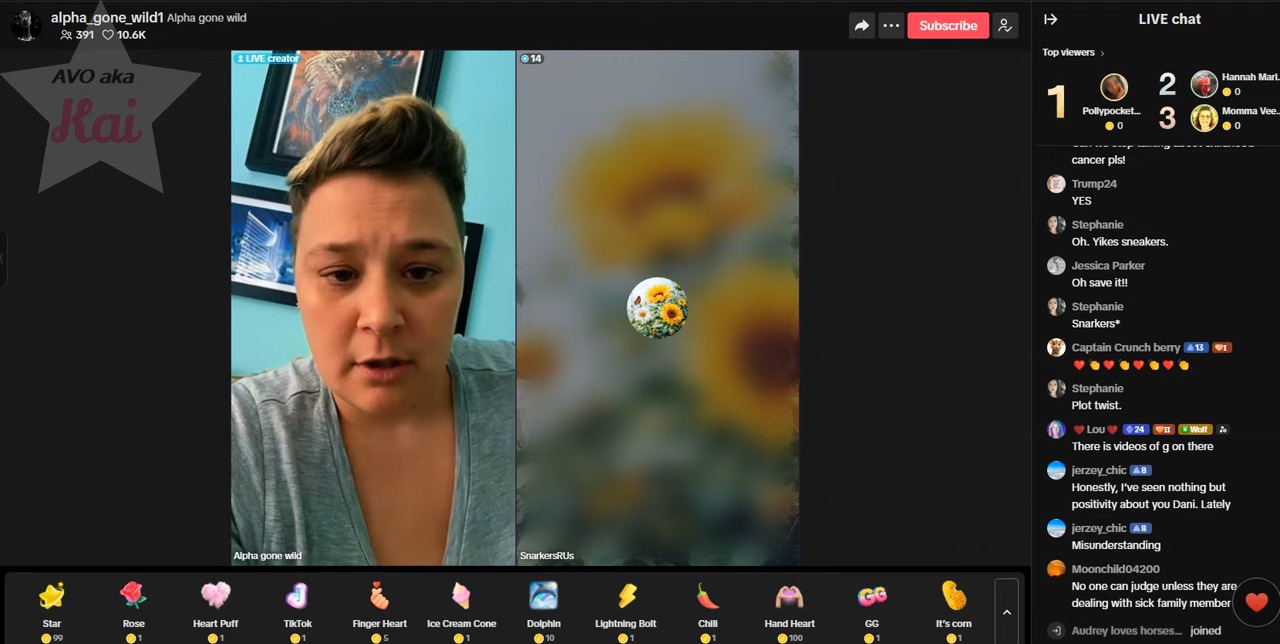 alpha_gone_wild1 Alpha gone wild
391 10.6K
Subscribe
AVO aka
Kai
LIVE creator
14
Alpha gone wild
SnarkersRUs
Star
99
Rose
1
Heart Puff
1
TikTok
1
Finger Heart
5
Ice Cream Cone
1
Dolphin
10
Lightning Bolt
1
Chili
1
Hand Heart
100
GG
1
It's corn
1
LIVE chat
Top viewers
1
Pollypocket...
0
2
Hannah Mari...
0
3
Momma Vee...
0
cancer pls!
Trump24
YES
Stephanie
Oh. Yikes sneakers.
Jessica Parker
Oh save it!!
Stephanie
Snarkers*
Captain Crunch berry 13 I
❤️👏❤️👏❤️👏❤️👏
Stephanie
Plot twist.
❤️ Lou ❤️ 24 II Wolf
There is videos of g on there
jerzey_chic 8
Honestly, I've seen nothing but
positivity about you Dani. Lately
jerzey_chic 8
Misunderstanding
Moonchild04200
No one can judge unless they are
dealing with sick family member
Audrey loves horses... joined